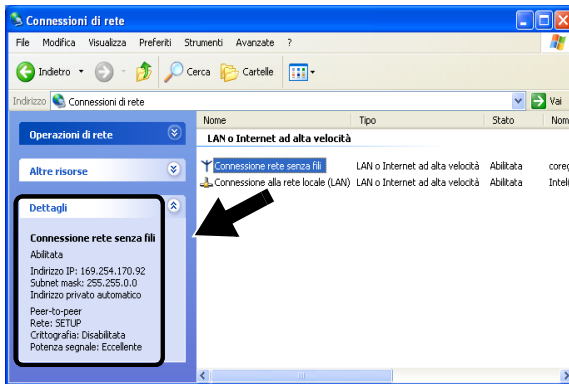 Connessioni di rete
File Modifica Visualizza Preferiti Strumenti Avanzate ?
Indietro Cerca Cartelle
Indirizzo Connessioni di rete Vai
Nome Tipo Stato Nom
Operazioni di rete
LAN o Internet ad alta velocità
Altre risorse
Connessione rete senza fili LAN o Internet ad alta velocità Abilitata
Connessione alla rete locale (LAN) LAN o Internet ad alta velocità Abilitata Intel(
Dettagli
Connessione rete senza fili
Abilitata
Indirizzo IP: 169.254.170.92
Subnet mask: 255.255.0.0
Indirizzo privato automatico
Peer-to-peer
Rete: SETUP
Crittografia: Disabilitata
Potenza segnale: Eccellente